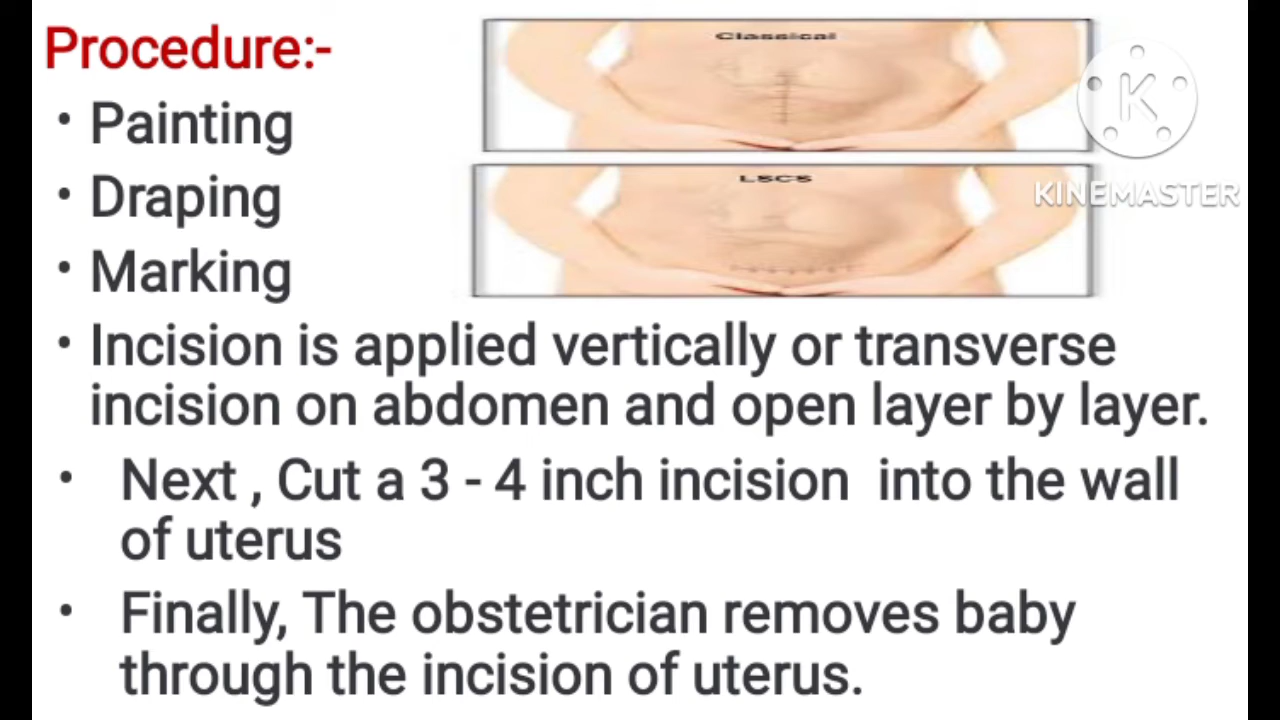 Procedure:-
Classical
• Painting
• Draping
LSCS
KINEMASTER
• Marking
• Incision is applied vertically or transverse
incision on abdomen and open layer by layer.
• Next , Cut a 3 - 4 inch incision  into the wall
of uterus
• Finally, The obstetrician removes baby
through the incision of uterus.
K